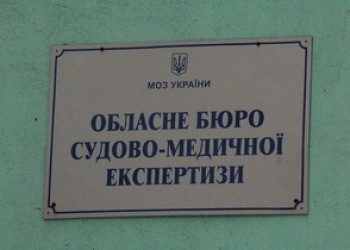 МОЗ УКРАЇНИ
ОБЛАСНЕ БЮРО
СУДОВО-МЕДИЧНОЇ
ЕКСПЕРТИЗИ